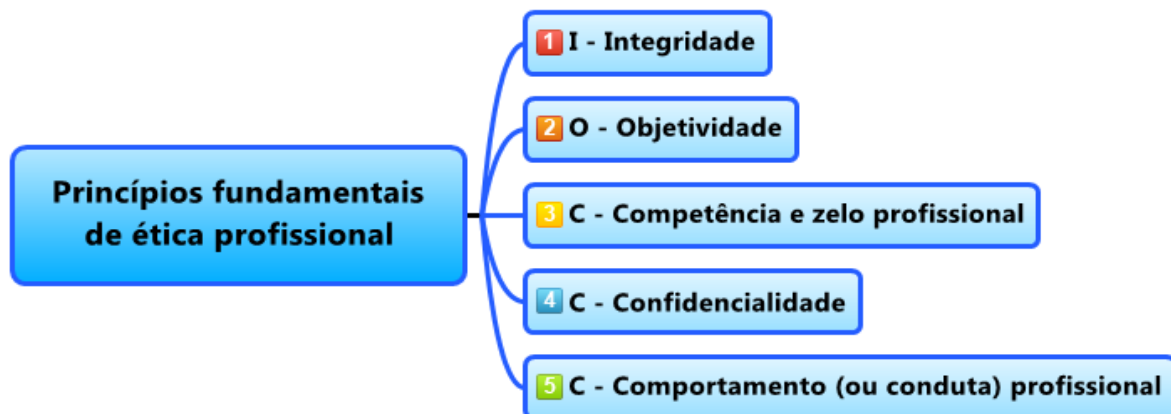 Princípios fundamentais
de ética profissional
1 I - Integridade
2 O - Objetividade
3 C - Competência e zelo profissional
4 C - Confidencialidade
5 C - Comportamento (ou conduta) profissional